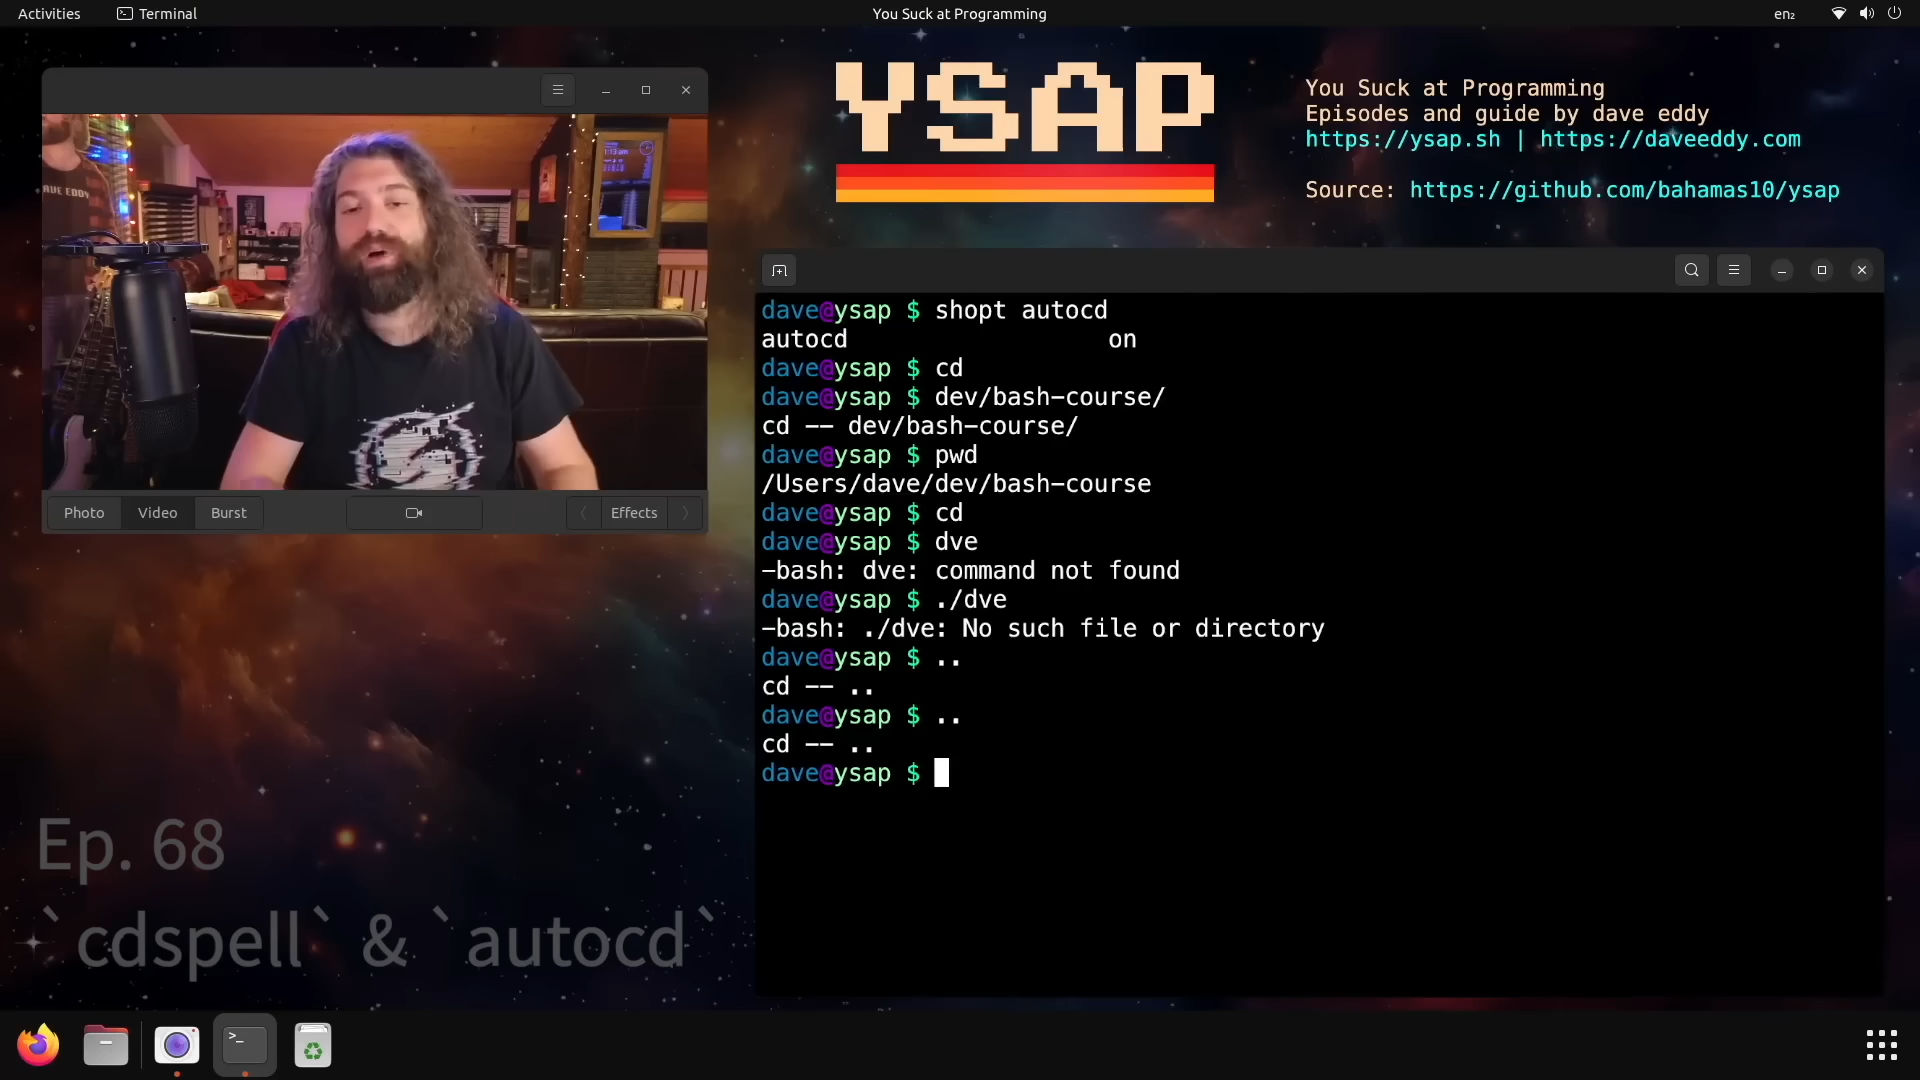 Activities
Terminal
You Suck at Programming
en₂
YSAP
You Suck at Programming
Episodes and guide by dave eddy
https://ysap.sh | https://daveeddy.com
Source: https://github.com/bahamas10/ysap
AVE EDDY
Photo
Video
Burst
Effects
dave@ysap $ shopt autocd
autocd on
dave@ysap $ cd
dave@ysap $ dev/bash-course/
cd -- dev/bash-course/
dave@ysap $ pwd
/Users/dave/dev/bash-course
dave@ysap $ cd
dave@ysap $ dve
-bash: dve: command not found
dave@ysap $ ./dve
-bash: ./dve: No such file or directory
dave@ysap $ ..
cd -- ..
dave@ysap $ ..
cd -- ..
dave@ysap $
Ep. 68
`cdspell` & `autocd`